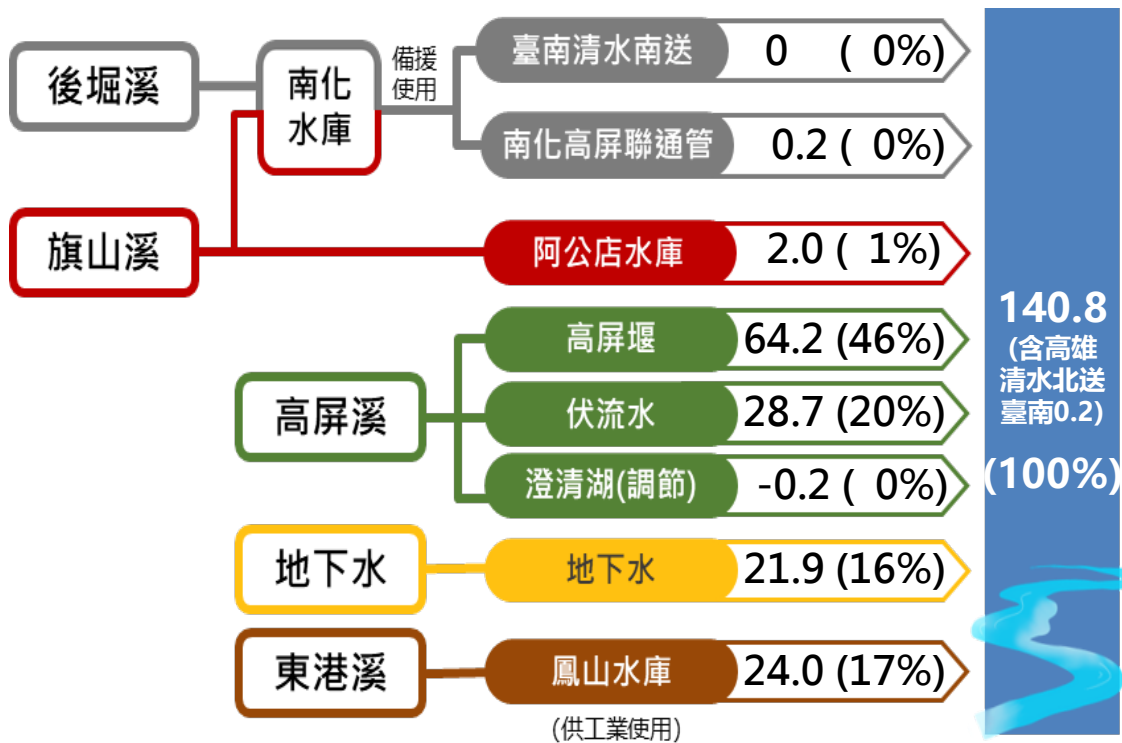 後堀溪
南化
水庫
備援
使用
臺南清水南送 0 ( 0%)
南化高屏聯通管 0.2 ( 0%)
旗山溪
阿公店水庫 2.0 ( 1%)
高屏溪
高屏堰 64.2 (46%)
伏流水 28.7 (20%)
澄清湖(調節) -0.2 ( 0%)
地下水
地下水 21.9 (16%)
東港溪
鳳山水庫 24.0 (17%)
(供工業使用)
140.8
(含高雄
清水北送
臺南0.2)
(100%)